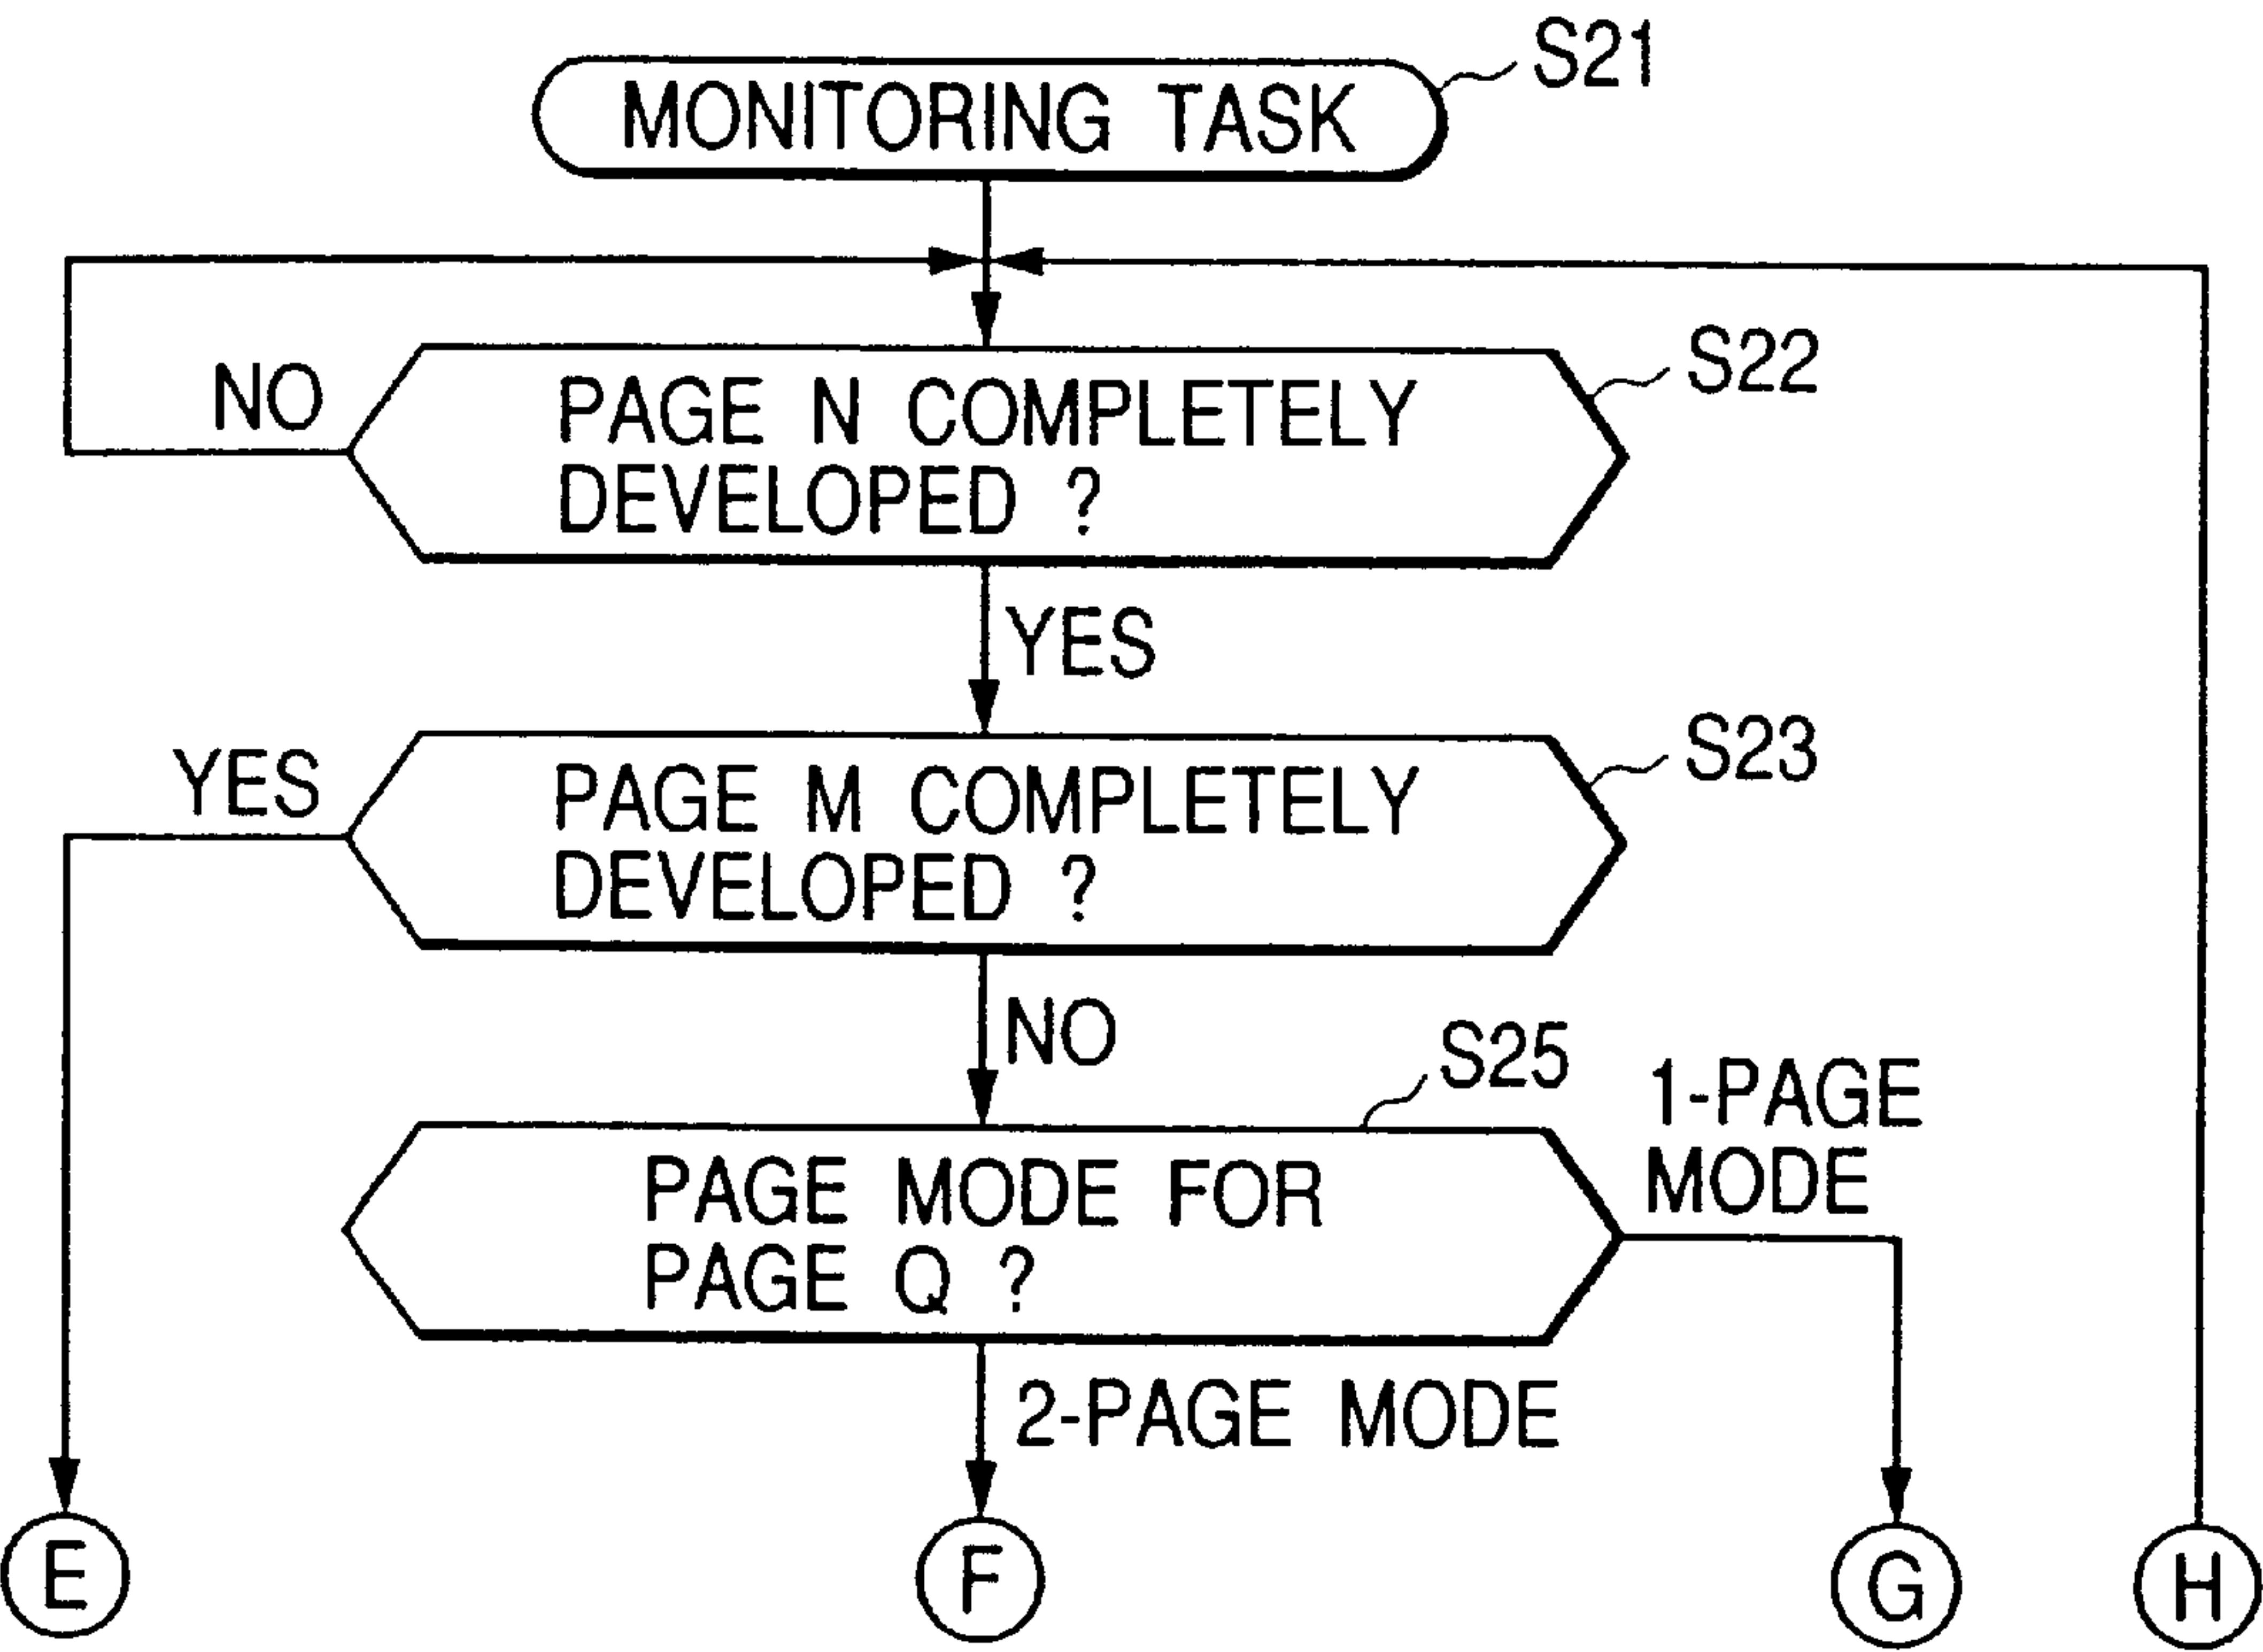 S21
MONITORING TASK
S22
NO
PAGE N COMPLETELY
DEVELOPED ?
YES
S23
YES
PAGE M COMPLETELY
DEVELOPED ?
NO
S25
1-PAGE
MODE
PAGE MODE FOR
PAGE Q ?
2-PAGE MODE
E
F
G
H